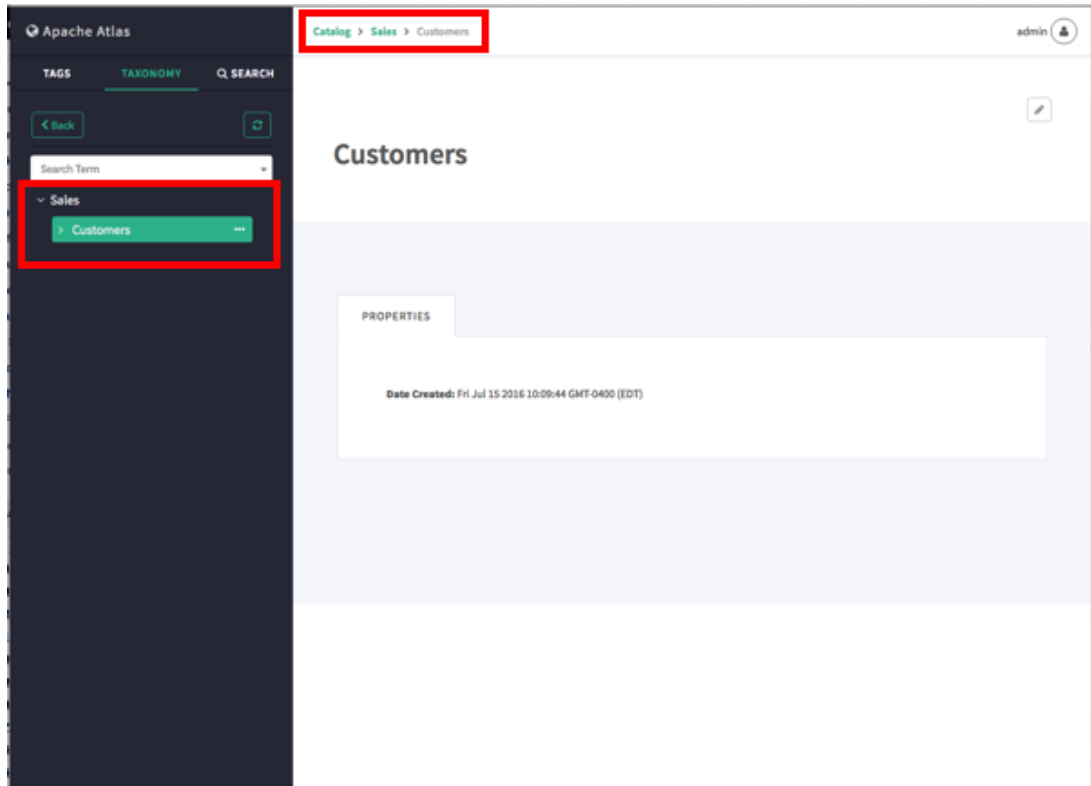 Apache Atlas
Catalog > Sales > Customers
admin
TAGS TAXONOMY SEARCH
Back
Search Term
Sales
Customers
Customers
PROPERTIES
Date Created: Fri Jul 15 2016 10:09:44 GMT-0400 (EDT)